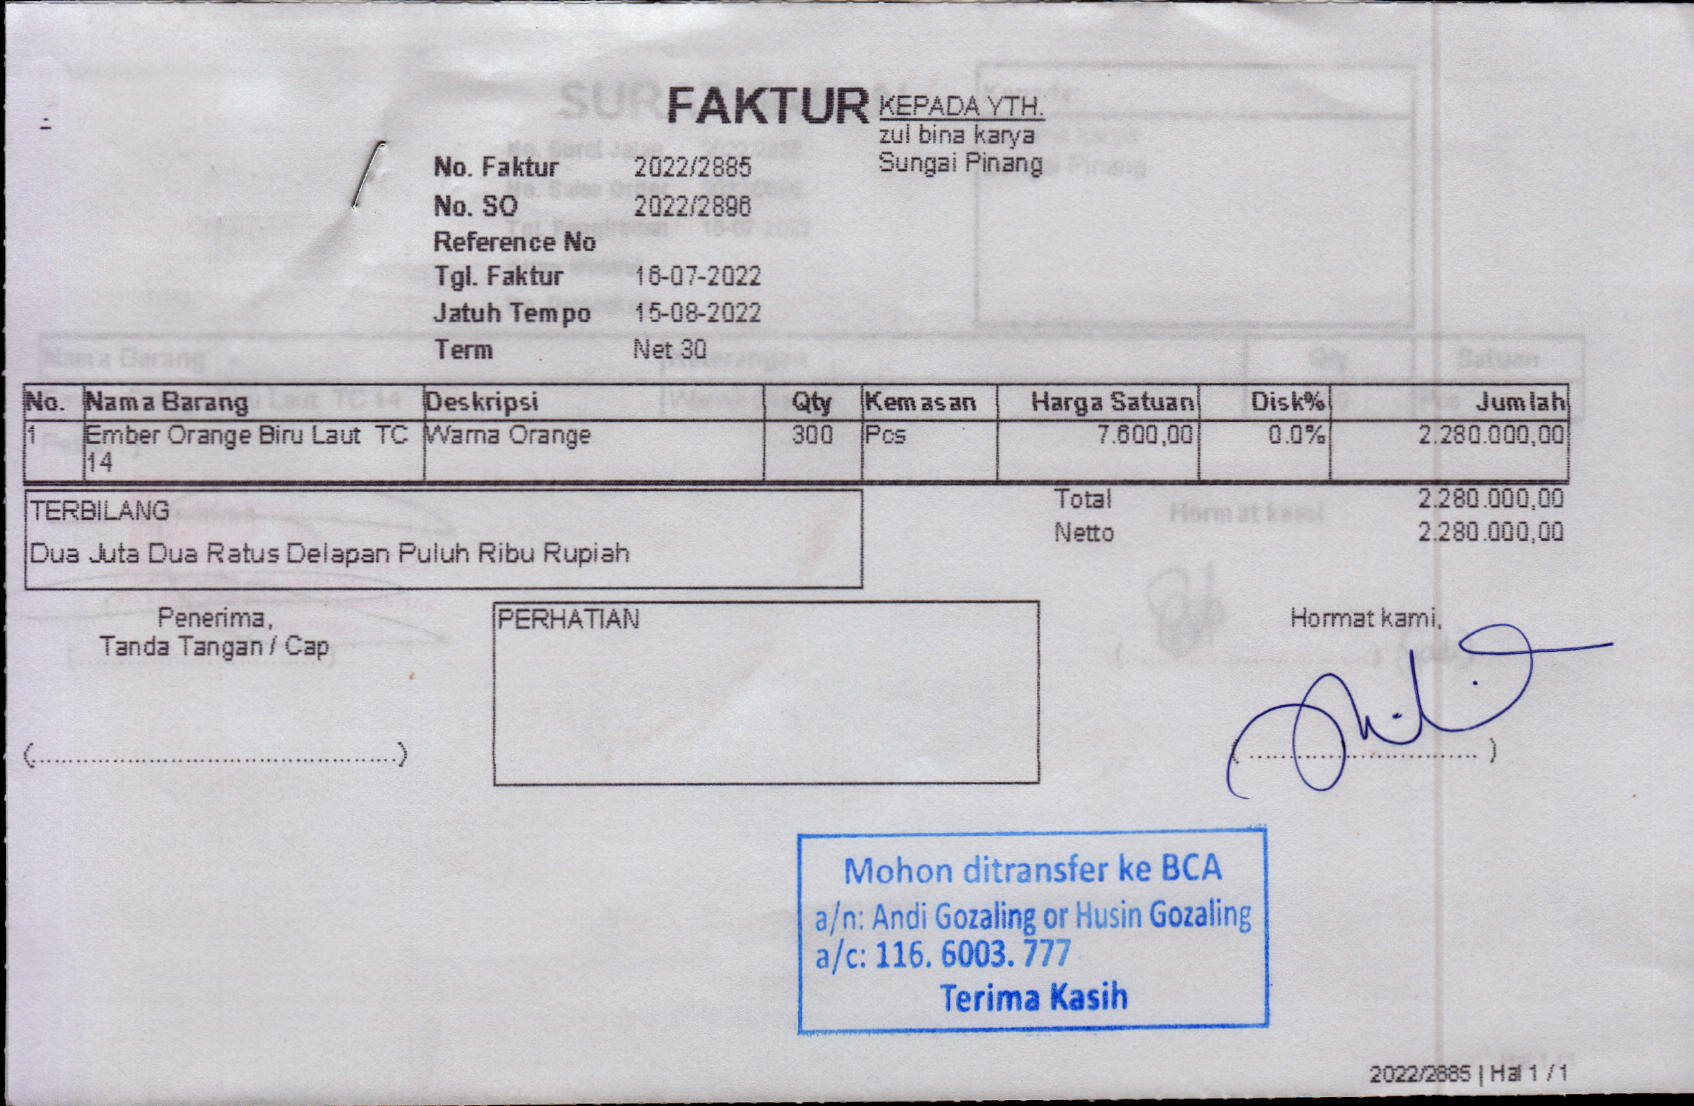 FAKTUR
KEPADA YTH.
zul bina karya
Sungai Pinang
No. Faktur 2022/2885
No. SO 2022/2896
Reference No
Tgl. Faktur 16-07-2022
Jatuh Tempo 15-08-2022
Term Net 30
No. Nama Barang Deskripsi Qty Kemasan Harga Satuan Disk% Jumlah
1 Ember Orange Biru Laut TC 14 Warna Orange 300 Pcs 7.600,00 0.0% 2.280.000,00
Total 2.280.000,00
Netto 2.280.000,00
TERBILANG
Dua Juta Dua Ratus Delapan Puluh Ribu Rupiah
Penerima,
Tanda Tangan / Cap
(..............................................)
PERHATIAN
Hormat kami,
(.............................)
Mohon ditransfer ke BCA
a/n: Andi Gozaling or Husin Gozaling
a/c: 116. 6003. 777
Terima Kasih
2022/2885 | Hal 1 / 1